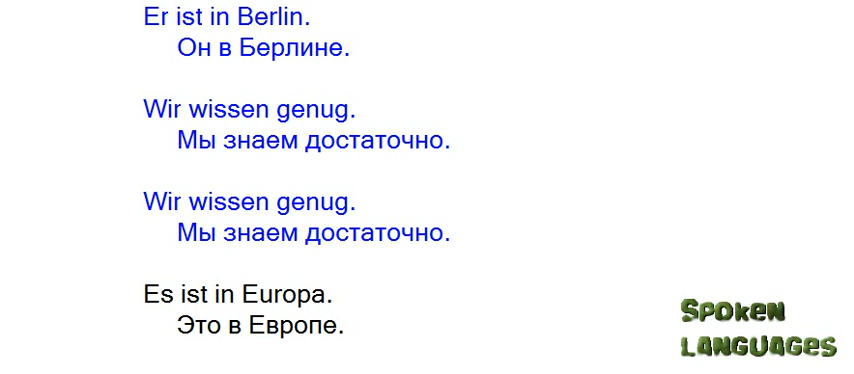 Er ist in Berlin.
Он в Берлине.
Wir wissen genug.
Мы знаем достаточно.
Wir wissen genug.
Мы знаем достаточно.
Es ist in Europa.
Это в Европе.
Spoken
Languages